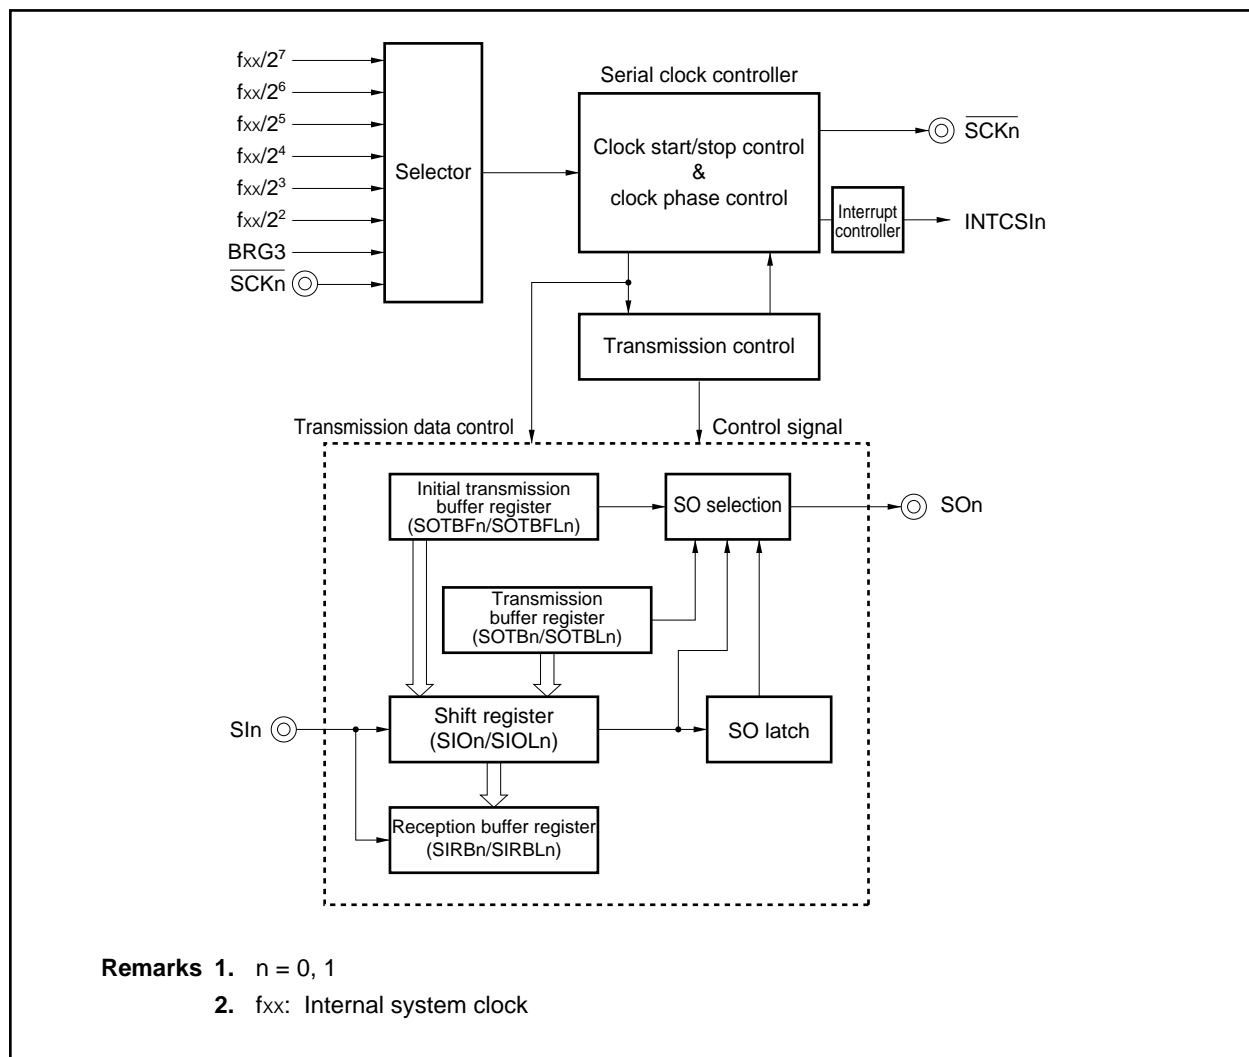 fxx/2⁷
fxx/2⁶
fxx/2⁵
fxx/2⁴
fxx/2³
fxx/2²
BRG3
SCKn
Selector
Serial clock controller
Clock start/stop control
&
clock phase control
SCKn
Interrupt
controller
INTCSIn
Transmission control
Transmission data control
Control signal
Initial transmission
buffer register
(SOTBFn/SOTBFLn)
SO selection
SOn
Transmission
buffer register
(SOTBn/SOTBLn)
SIn
Shift register
(SIOn/SIOLn)
SO latch
Reception buffer register
(SIRBn/SIRBLn)
Remarks 1. n = 0, 1
2. fxx: Internal system clock